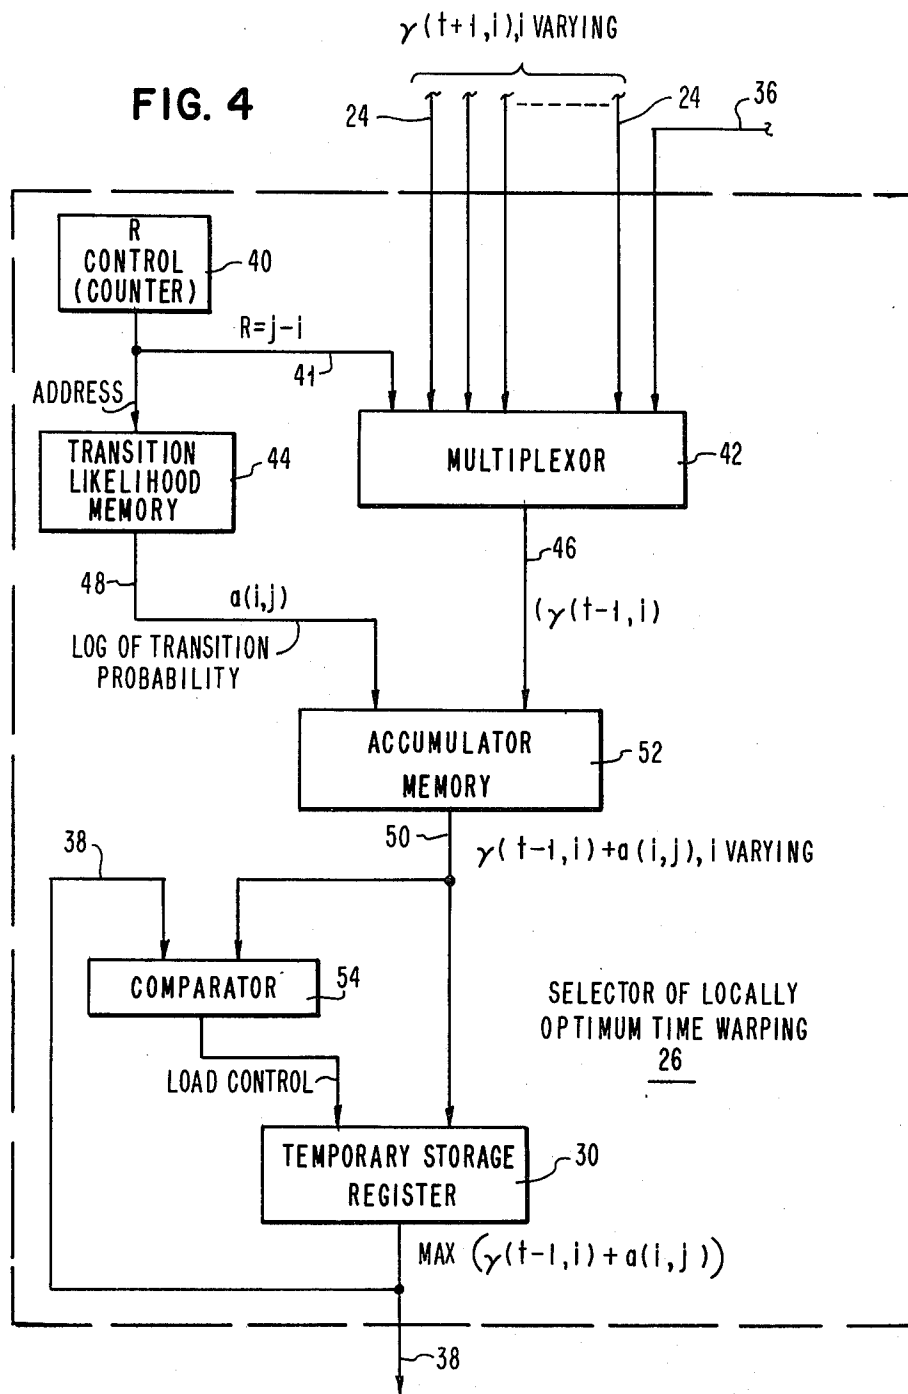 γ(t+1,i),i VARYING
FIG. 4
24
24
36
R
CONTROL
(COUNTER)
40
R=j-i
41
ADDRESS
TRANSITION
LIKELIHOOD
MEMORY
44
MULTIPLEXOR
42
48
46
a(i,j)
(γ(t-1,i)
LOG OF TRANSITION
PROBABILITY
ACCUMULATOR
MEMORY
52
50
38
γ(t-1,i)+a(i,j),i VARYING
COMPARATOR
54
SELECTOR OF LOCALLY
OPTIMUM TIME WARPING
26
LOAD CONTROL
TEMPORARY STORAGE
REGISTER
30
MAX (γ(t-1,i)+a(i,j))
38